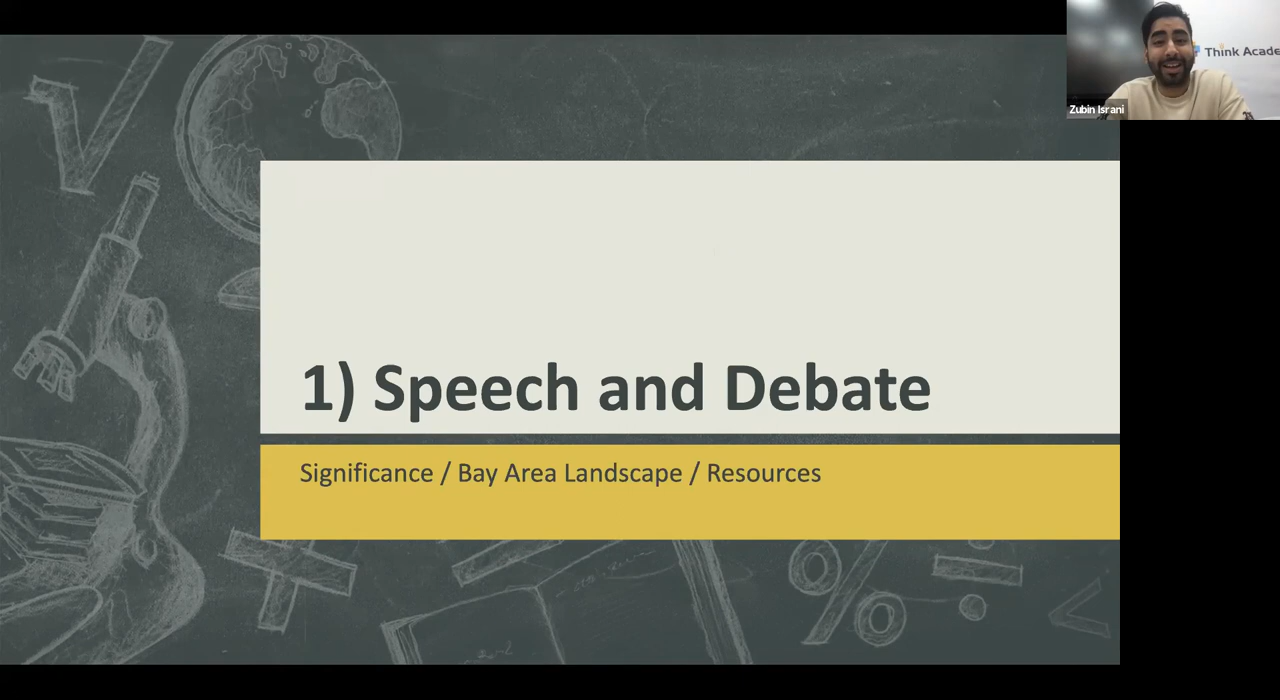 Think Acade
Zubin Israni
1) Speech and Debate
Significance / Bay Area Landscape / Resources